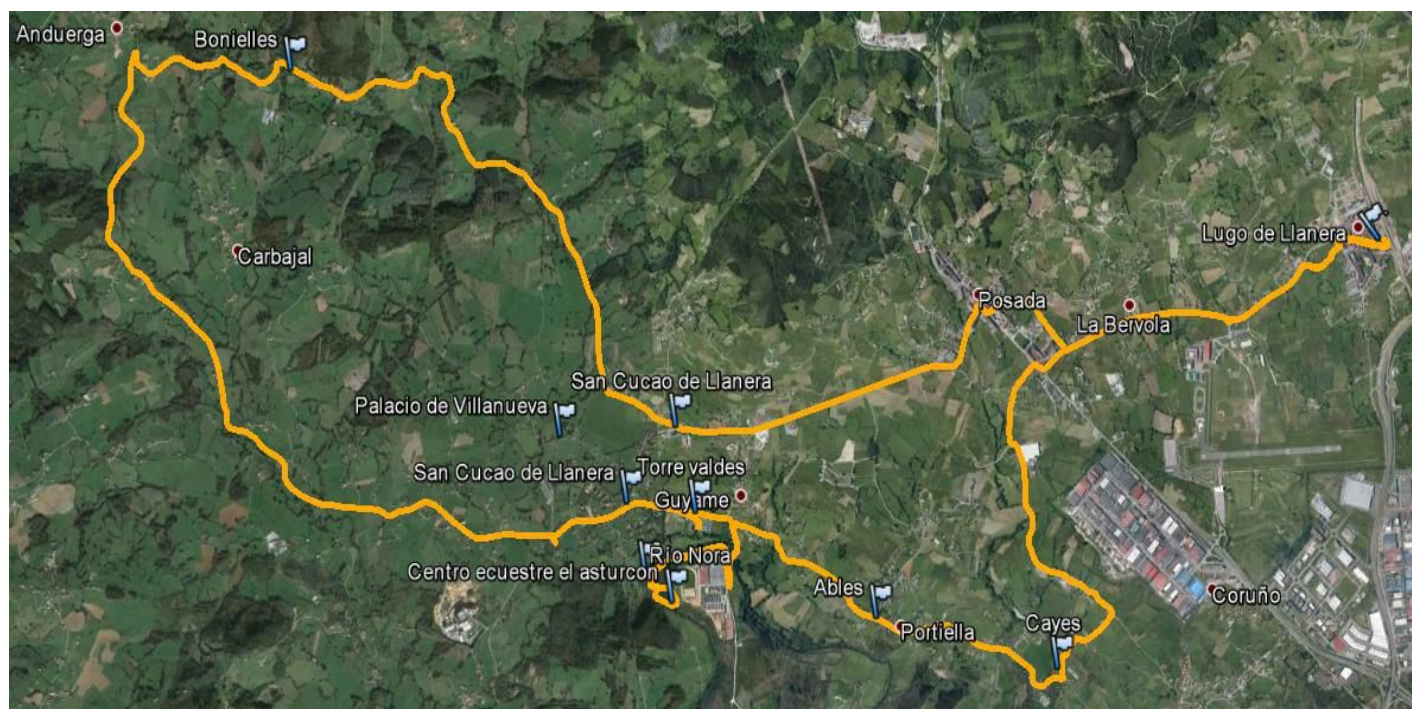 Anduerga
Bonielles
Carbajal
Lugo de Llanera
Posada
La Bervola
San Cucao de Llanera
Palacio de Villanueva
San Cucao de Llanera
Torre valdes
Guyame
Río Nora
Centro ecuestre el asturcon
Ables
Portiella
Cayes
Coruño